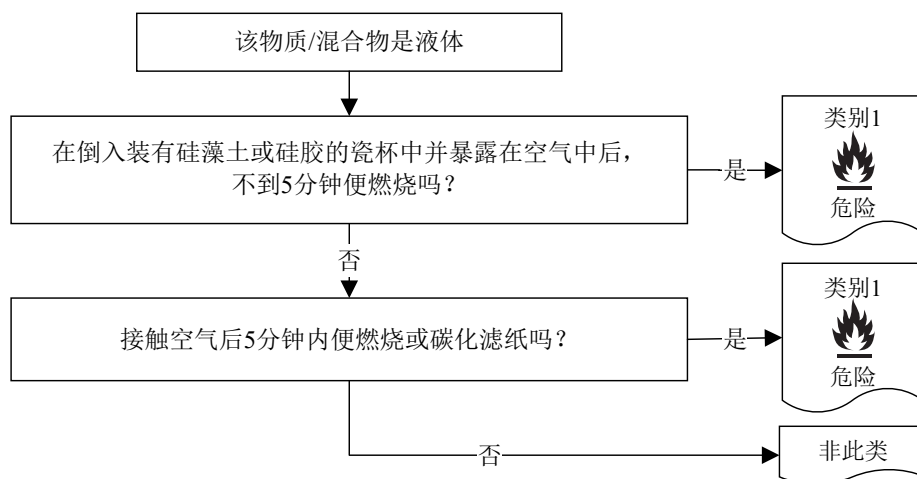 该物质/混合物是液体
在倒入装有硅藻土或硅胶的瓷杯中并暴露在空气中后，
不到5分钟便燃烧吗？
是
类别1
危险
否
接触空气后5分钟内便燃烧或碳化滤纸吗？
是
类别1
危险
否
非此类